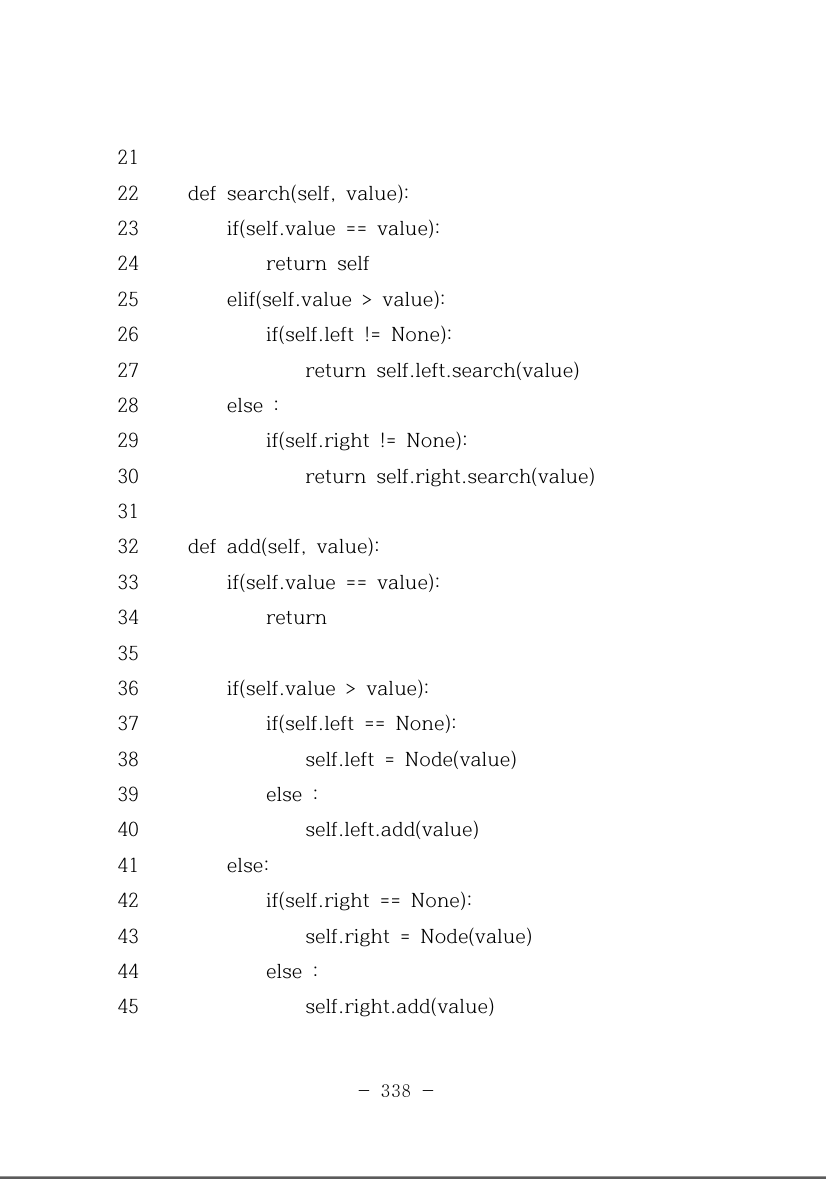 21
22     def search(self, value):
23         if(self.value == value):
24             return self
25         elif(self.value > value):
26             if(self.left != None):
27                 return self.left.search(value)
28         else :
29             if(self.right != None):
30                 return self.right.search(value)
31
32     def add(self, value):
33         if(self.value == value):
34             return
35
36         if(self.value > value):
37             if(self.left == None):
38                 self.left = Node(value)
39             else :
40                 self.left.add(value)
41         else:
42             if(self.right == None):
43                 self.right = Node(value)
44             else :
45                 self.right.add(value)
- 338 -